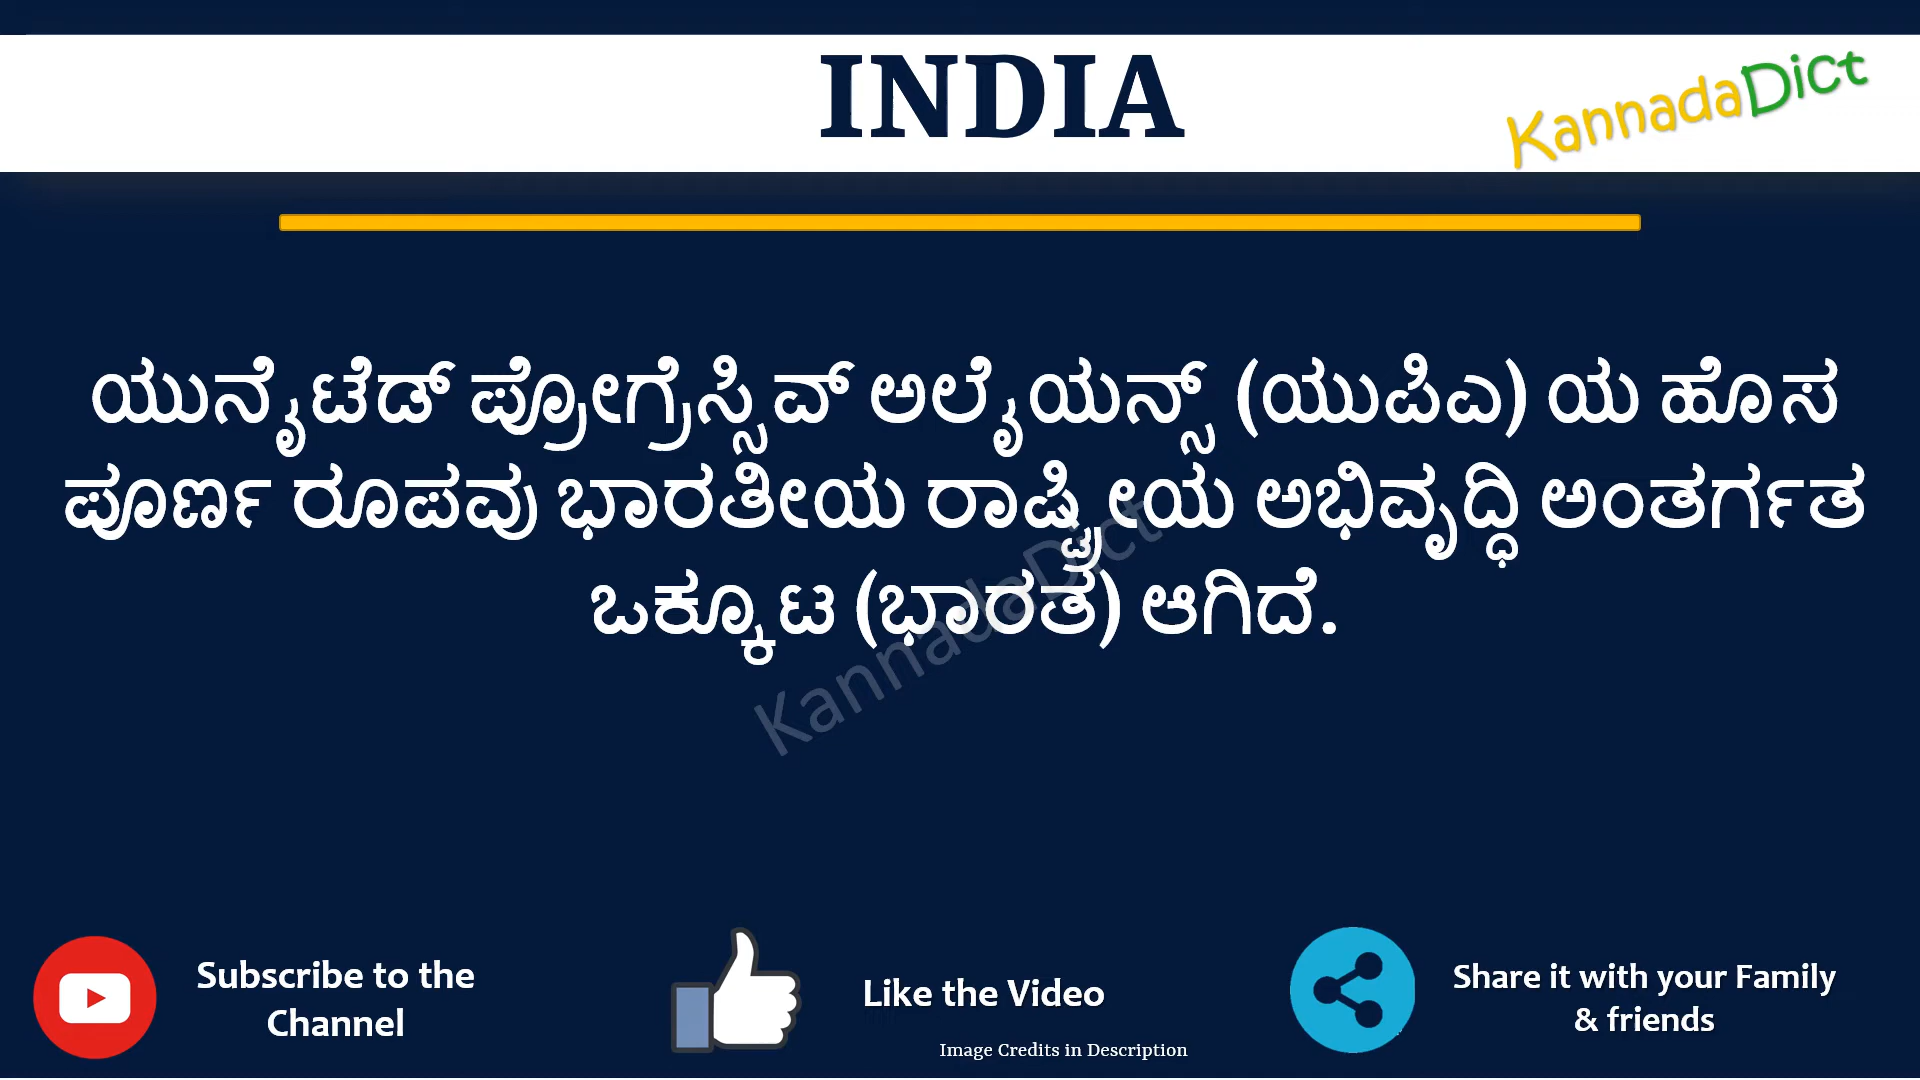 INDIA
KannadaDict
ಯುನೈಟೆಡ್ ಪ್ರೋಗ್ರೆಸ್ಸಿವ್ ಅಲೈಯನ್ಸ್ (ಯುಪಿಎ) ಯ ಹೊಸ
ಪೂರ್ಣ ರೂಪವು ಭಾರತೀಯ ರಾಷ್ಟ್ರೀಯ ಅಭಿವೃದ್ಧಿ ಅಂತರ್ಗತ
ಒಕ್ಕೂಟ (ಭಾರತ) ಆಗಿದೆ.
KannadaDict
Subscribe to the
Channel
Like the Video
Share it with your Family
& friends
Image Credits in Description